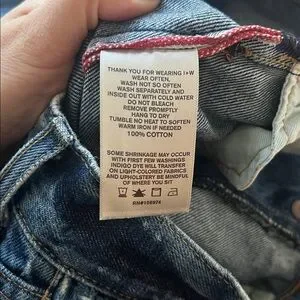 THANK YOU FOR WEARING I+W
WEAR OFTEN,
WASH NOT SO OFTEN
WASH SEPARATELY AND
INSIDE OUT WITH COLD WATER
DO NOT BLEACH
REMOVE PROMPTLY
HANG TO DRY
TUMBLE NO HEAT TO SOFTEN
WARM IRON IF NEEDED
100% COTTON
SOME SHRINKAGE MAY OCCUR
WITH FIRST FEW WASHINGS
INDIGO DYE WILL TRANSFER
ON LIGHT-COLORED FABRICS
AND UPHOLSTERY BE MINDFUL
OF WHERE YOU SIT